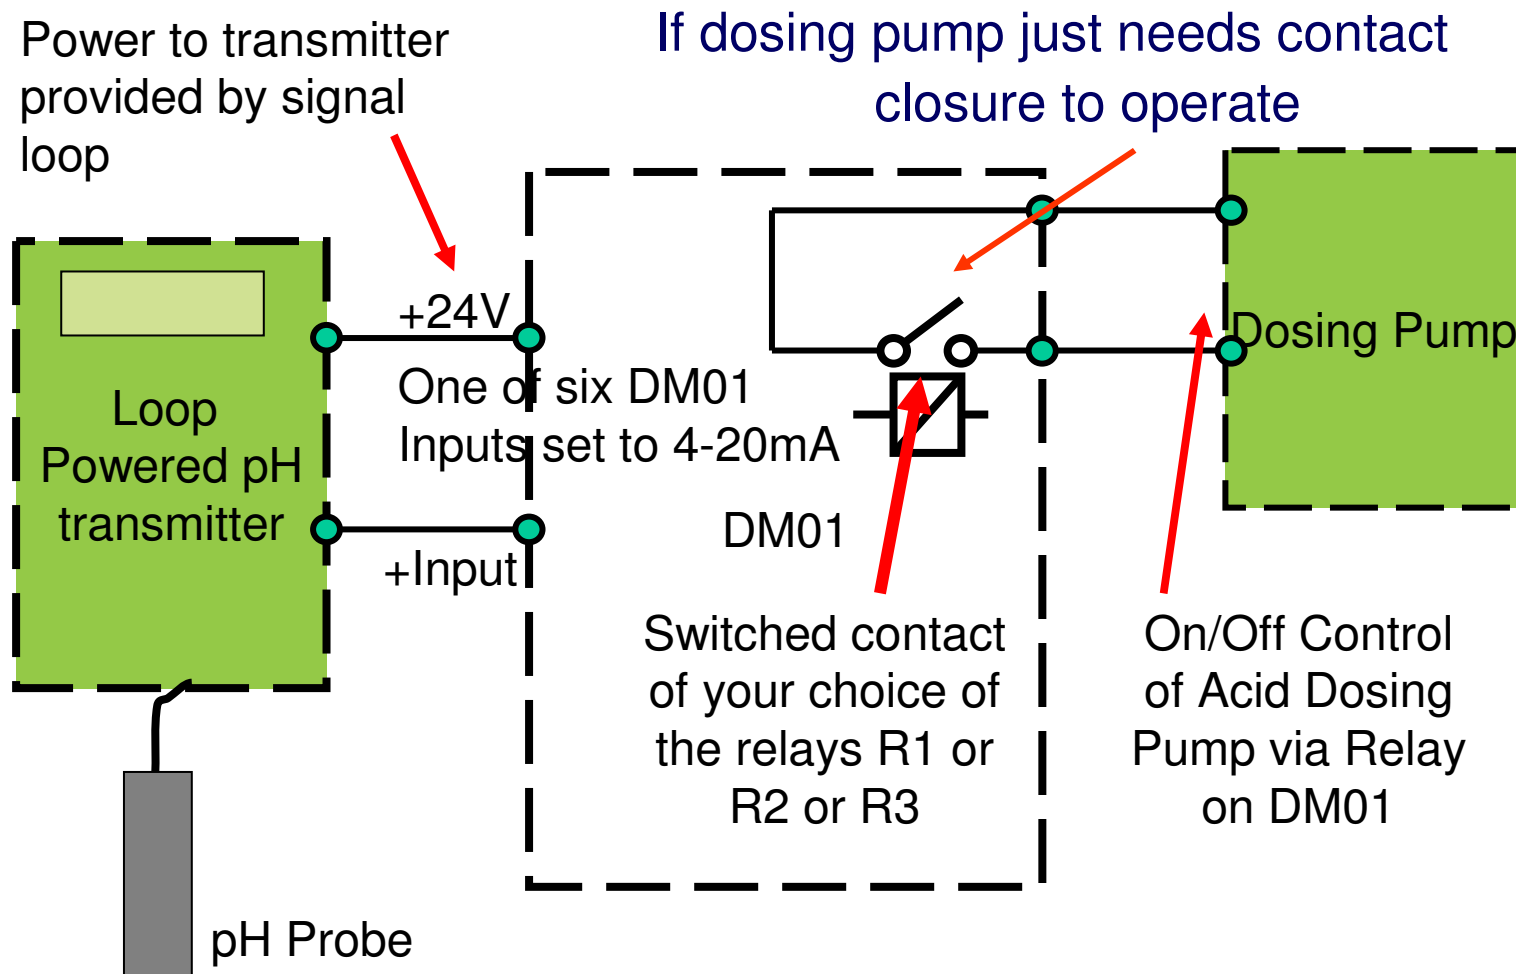 Power to transmitter
provided by signal
loop
If dosing pump just needs contact
closure to operate
+24V
One of six DM01
Inputs set to 4-20mA
Loop
Powered pH
transmitter
+Input
DM01
Dosing Pump
Switched contact
of your choice of
the relays R1 or
R2 or R3
On/Off Control
of Acid Dosing
Pump via Relay
on DM01
pH Probe